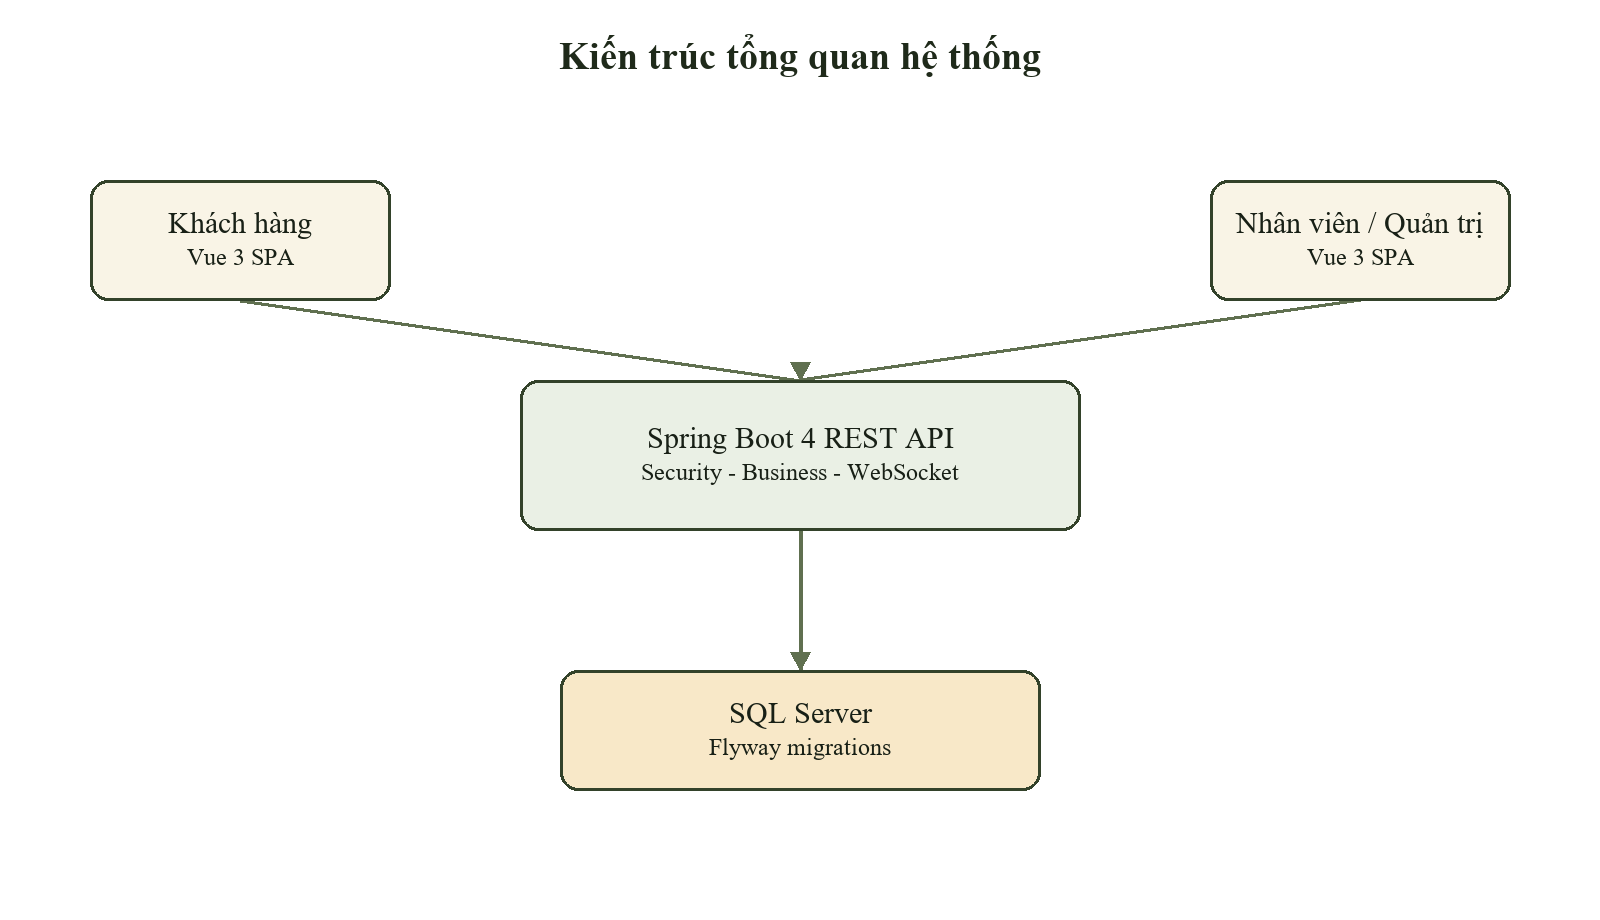 Kiến trúc tổng quan hệ thống
Khách hàng
Vue 3 SPA
Nhân viên / Quản trị
Vue 3 SPA
Spring Boot 4 REST API
Security - Business - WebSocket
SQL Server
Flyway migrations